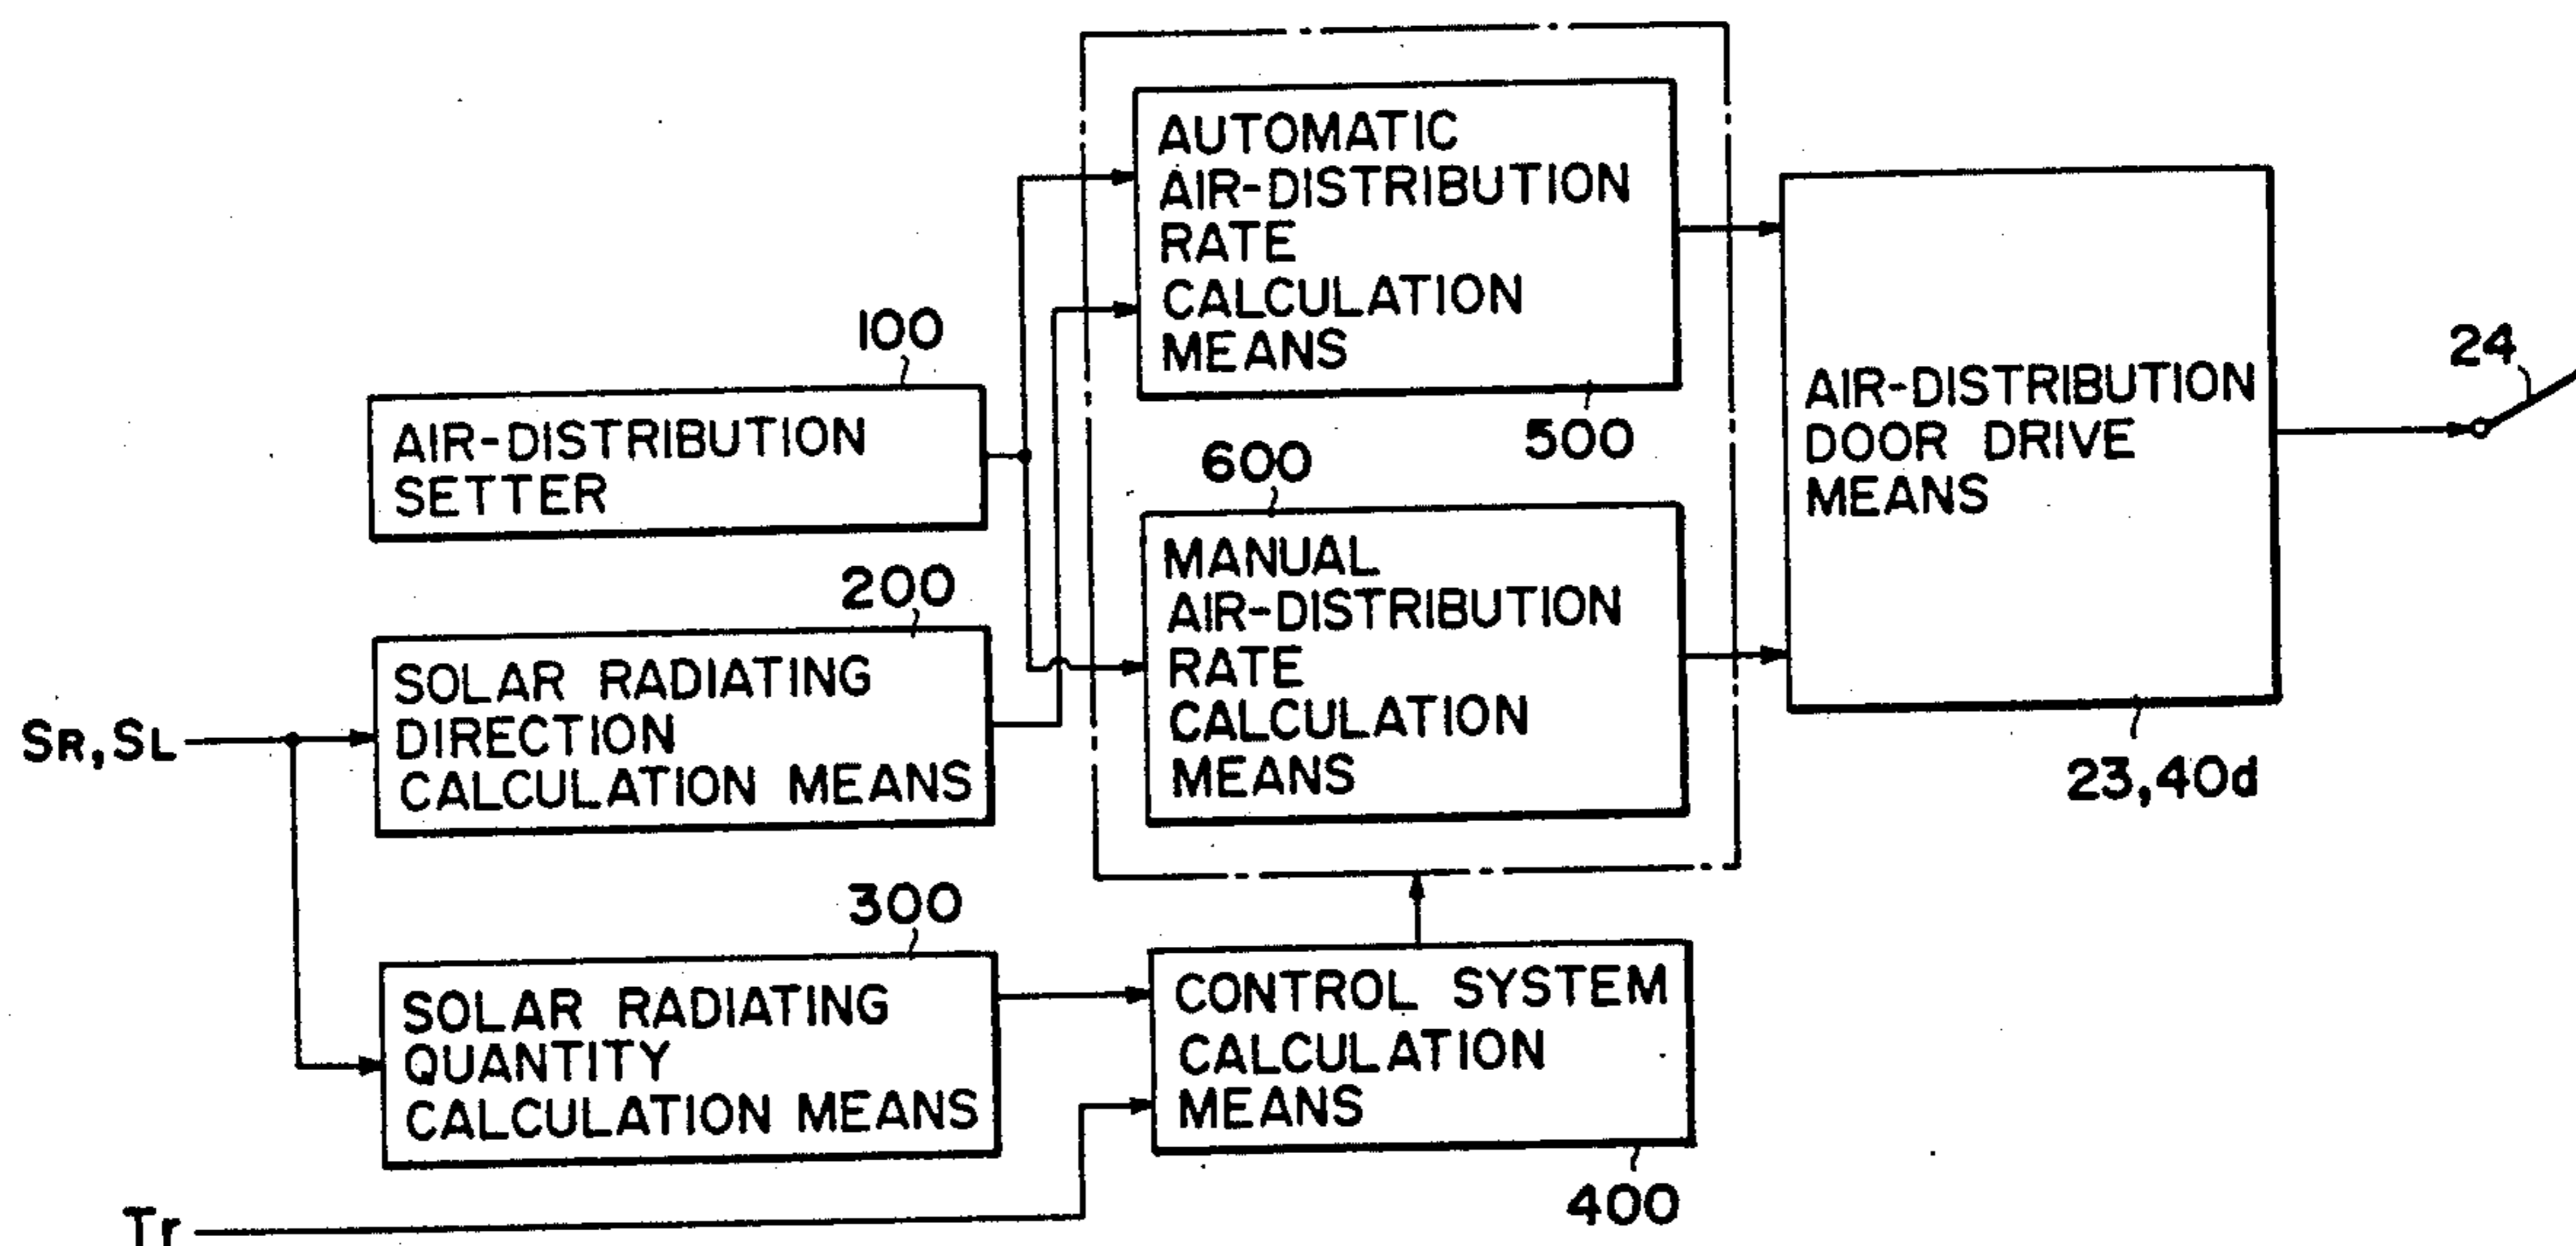 100
AIR-DISTRIBUTION
SETTER
200
SOLAR RADIATING
DIRECTION
CALCULATION MEANS
SR, SL
300
SOLAR RADIATING
QUANTITY
CALCULATION MEANS
Tr
AUTOMATIC
AIR-DISTRIBUTION
RATE
CALCULATION
MEANS
500
600
MANUAL
AIR-DISTRIBUTION
RATE
CALCULATION
MEANS
CONTROL SYSTEM
CALCULATION
MEANS
400
AIR-DISTRIBUTION
DOOR DRIVE
MEANS
23,40d
24